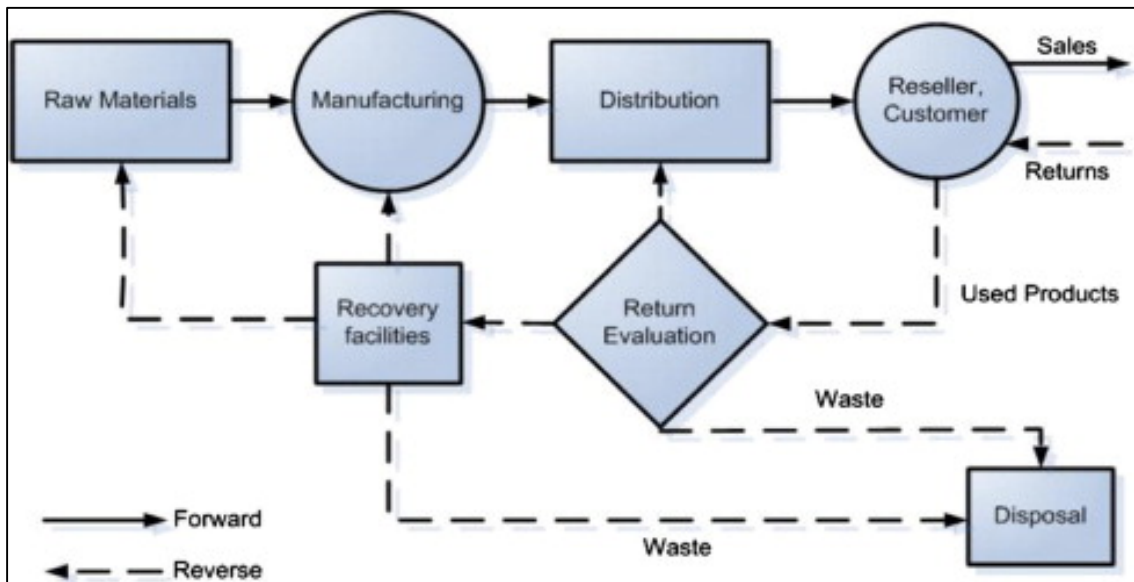 Sales
Raw Materials
Manufacturing
Distribution
Reseller,
Customer
Returns
Recovery
facilities
Return
Evaluation
Used Products
Waste
Disposal
Waste
Forward
Reverse